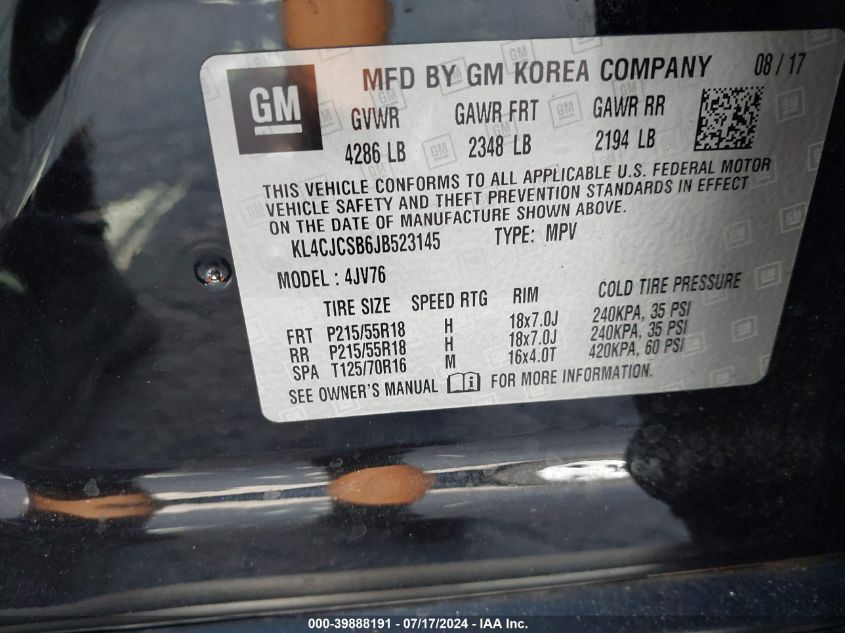 GM MFD BY GM KOREA COMPANY 08/17
GVWR GAWR FRT GAWR RR
4286 LB 2348 LB 2194 LB
THIS VEHICLE CONFORMS TO ALL APPLICABLE U.S. FEDERAL MOTOR
VEHICLE SAFETY AND THEFT PREVENTION STANDARDS IN EFFECT
ON THE DATE OF MANUFACTURE SHOWN ABOVE.
KL4CJCSB6JB523145 TYPE: MPV
MODEL : 4JV76
TIRE SIZE SPEED RTG RIM COLD TIRE PRESSURE
FRT P215/55R18 H 18x7.0J 240KPA, 35 PSI
RR P215/55R18 H 18x7.0J 240KPA, 35 PSI
SPA T125/70R16 M 16x4.0T 420KPA, 60 PSI
SEE OWNER'S MANUAL FOR MORE INFORMATION.
000-39888191 - 07/17/2024 - IAA Inc.